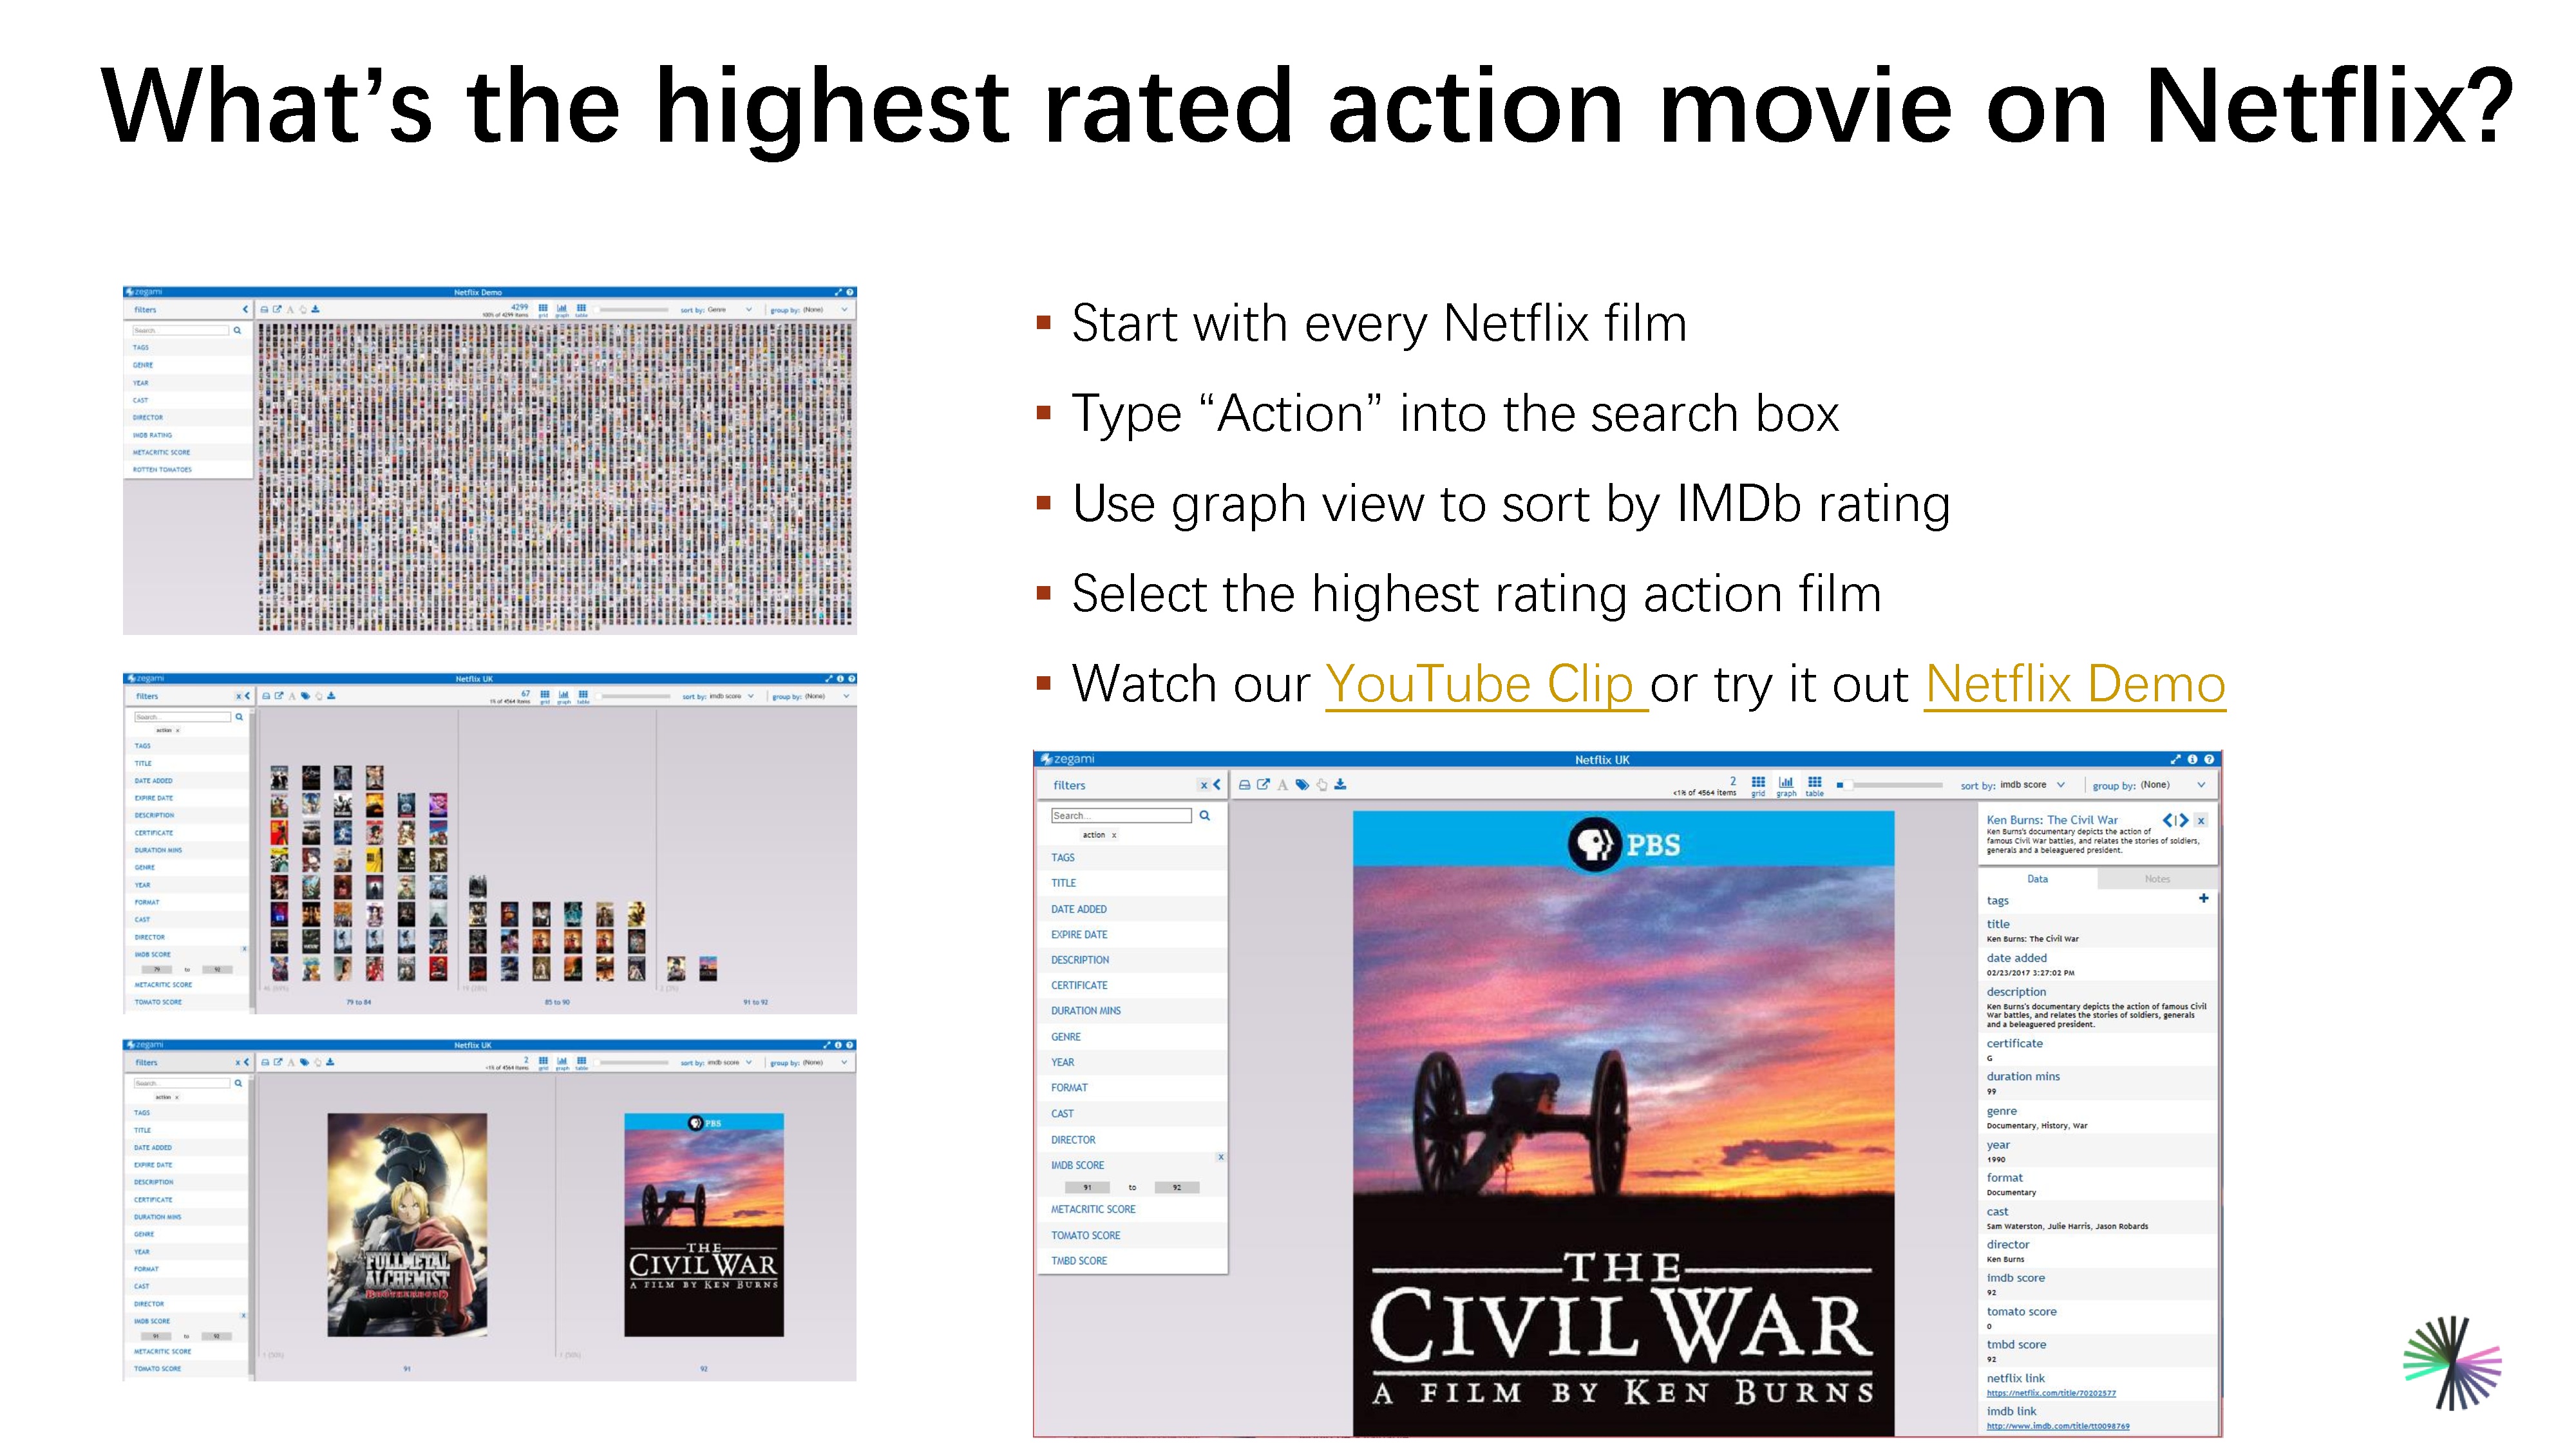 What’s the highest rated action movie on Netflix?
zegami
Netflix Demo
filters
4299
100% of 4299 items
grid graph table
sort by: Genre
group by: (None)
Search...
TAGS
GENRE
YEAR
CAST
DIRECTOR
IMDB RATING
METACRITIC SCORE
ROTTEN TOMATOES
▪ Start with every Netflix film
▪ Type “Action” into the search box
▪ Use graph view to sort by IMDb rating
▪ Select the highest rating action film
▪ Watch our YouTube Clip or try it out Netflix Demo
zegami
Netflix UK
filters x
67
1% of 4564 items
grid graph table
sort by: imdb score
group by: (None)
Search...
action x
TAGS
TITLE
DATE ADDED
EXPIRE DATE
DESCRIPTION
CERTIFICATE
DURATION MINS
GENRE
YEAR
FORMAT
CAST
DIRECTOR
x
IMDB SCORE
79 to 92
METACRITIC SCORE
TOMATO SCORE
79 to 84
85 to 90
91 to 92
zegami
Netflix UK
filters x
2
<1% of 4564 items
grid graph table
sort by: imdb score
group by: (None)
Search...
action x
TAGS
TITLE
DATE ADDED
EXPIRE DATE
DESCRIPTION
CERTIFICATE
DURATION MINS
GENRE
YEAR
FORMAT
CAST
DIRECTOR
x
IMDB SCORE
91 to 92
METACRITIC SCORE
TOMATO SCORE
FULLMETAL
ALCHEMIST
BROTHERHOOD
1 (50%)
91
PBS
THE
CIVIL WAR
A FILM BY KEN BURNS
1 (50%)
92
zegami
Netflix UK
filters x
2
<1% of 4564 items
grid graph table
sort by: imdb score
group by: (None)
Search...
action x
TAGS
TITLE
DATE ADDED
EXPIRE DATE
DESCRIPTION
CERTIFICATE
DURATION MINS
GENRE
YEAR
FORMAT
CAST
DIRECTOR
x
IMDB SCORE
91 to 92
METACRITIC SCORE
TOMATO SCORE
TMBD SCORE
PBS
THE
CIVIL WAR
A FILM BY KEN BURNS
Ken Burns: The Civil War
x
Ken Burns's documentary depicts the action of
famous Civil War battles, and relates the stories of soldiers,
generals and a beleaguered president.
Data
Notes
tags +
title
Ken Burns: The Civil War
date added
02/23/2017 3:27:02 PM
description
Ken Burns's documentary depicts the action of famous Civil
War battles, and relates the stories of soldiers, generals
and a beleaguered president.
certificate
G
duration mins
99
genre
Documentary, History, War
year
1990
format
Documentary
cast
Sam Waterston, Julie Harris, Jason Robards
director
Ken Burns
imdb score
92
tomato score
0
tmbd score
92
netflix link
https://netflix.com/title/70202577
imdb link
http://www.imdb.com/title/tt0098769